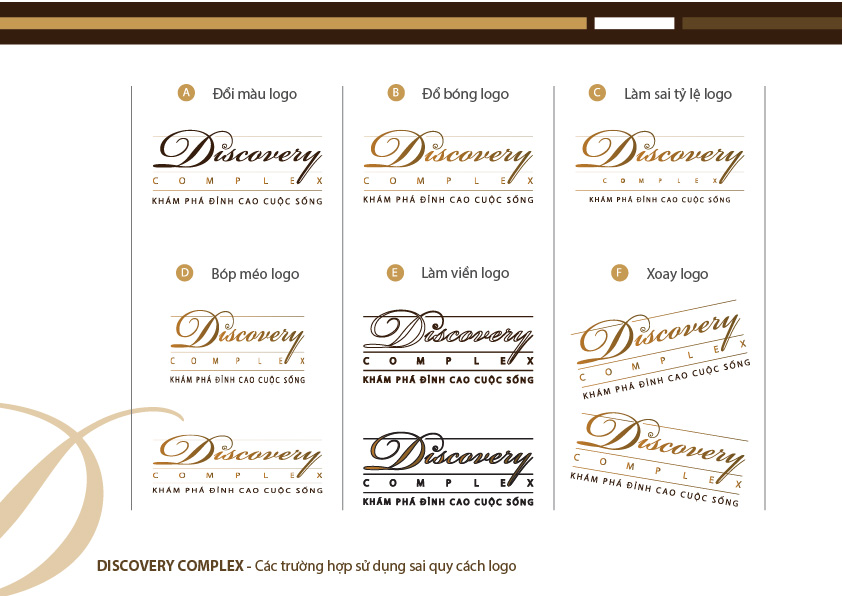 A Đổi màu logo
B Đổ bóng logo
C Làm sai tỷ lệ logo
Discovery
COMPLEX
KHÁM PHÁ ĐỈNH CAO CUỘC SỐNG
Discovery
COMPLEX
KHÁM PHÁ ĐỈNH CAO CUỘC SỐNG
Discovery
COMPLEX
KHÁM PHÁ ĐỈNH CAO CUỘC SỐNG
D Bóp méo logo
E Làm viền logo
F Xoay logo
Discovery
COMPLEX
KHÁM PHÁ ĐỈNH CAO CUỘC SỐNG
Discovery
COMPLEX
KHÁM PHÁ ĐỈNH CAO CUỘC SỐNG
Discovery
COMPLEX
KHÁM PHÁ ĐỈNH CAO CUỘC SỐNG
Discovery
COMPLEX
KHÁM PHÁ ĐỈNH CAO CUỘC SỐNG
Discovery
COMPLEX
KHÁM PHÁ ĐỈNH CAO CUỘC SỐNG
Discovery
COMPLEX
KHÁM PHÁ ĐỈNH CAO CUỘC SỐNG
DISCOVERY COMPLEX - Các trường hợp sử dụng sai quy cách logo